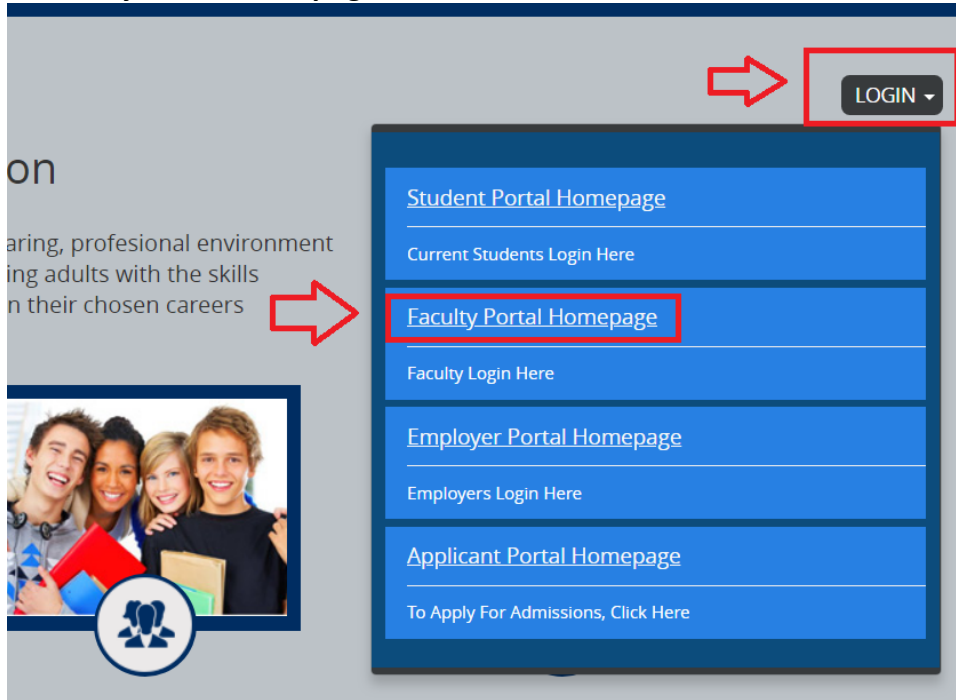 LOGIN
on
aring, profesional environment
ing adults with the skills
n their chosen careers
Student Portal Homepage
Current Students Login Here
Faculty Portal Homepage
Faculty Login Here
Employer Portal Homepage
Employers Login Here
Applicant Portal Homepage
To Apply For Admissions, Click Here